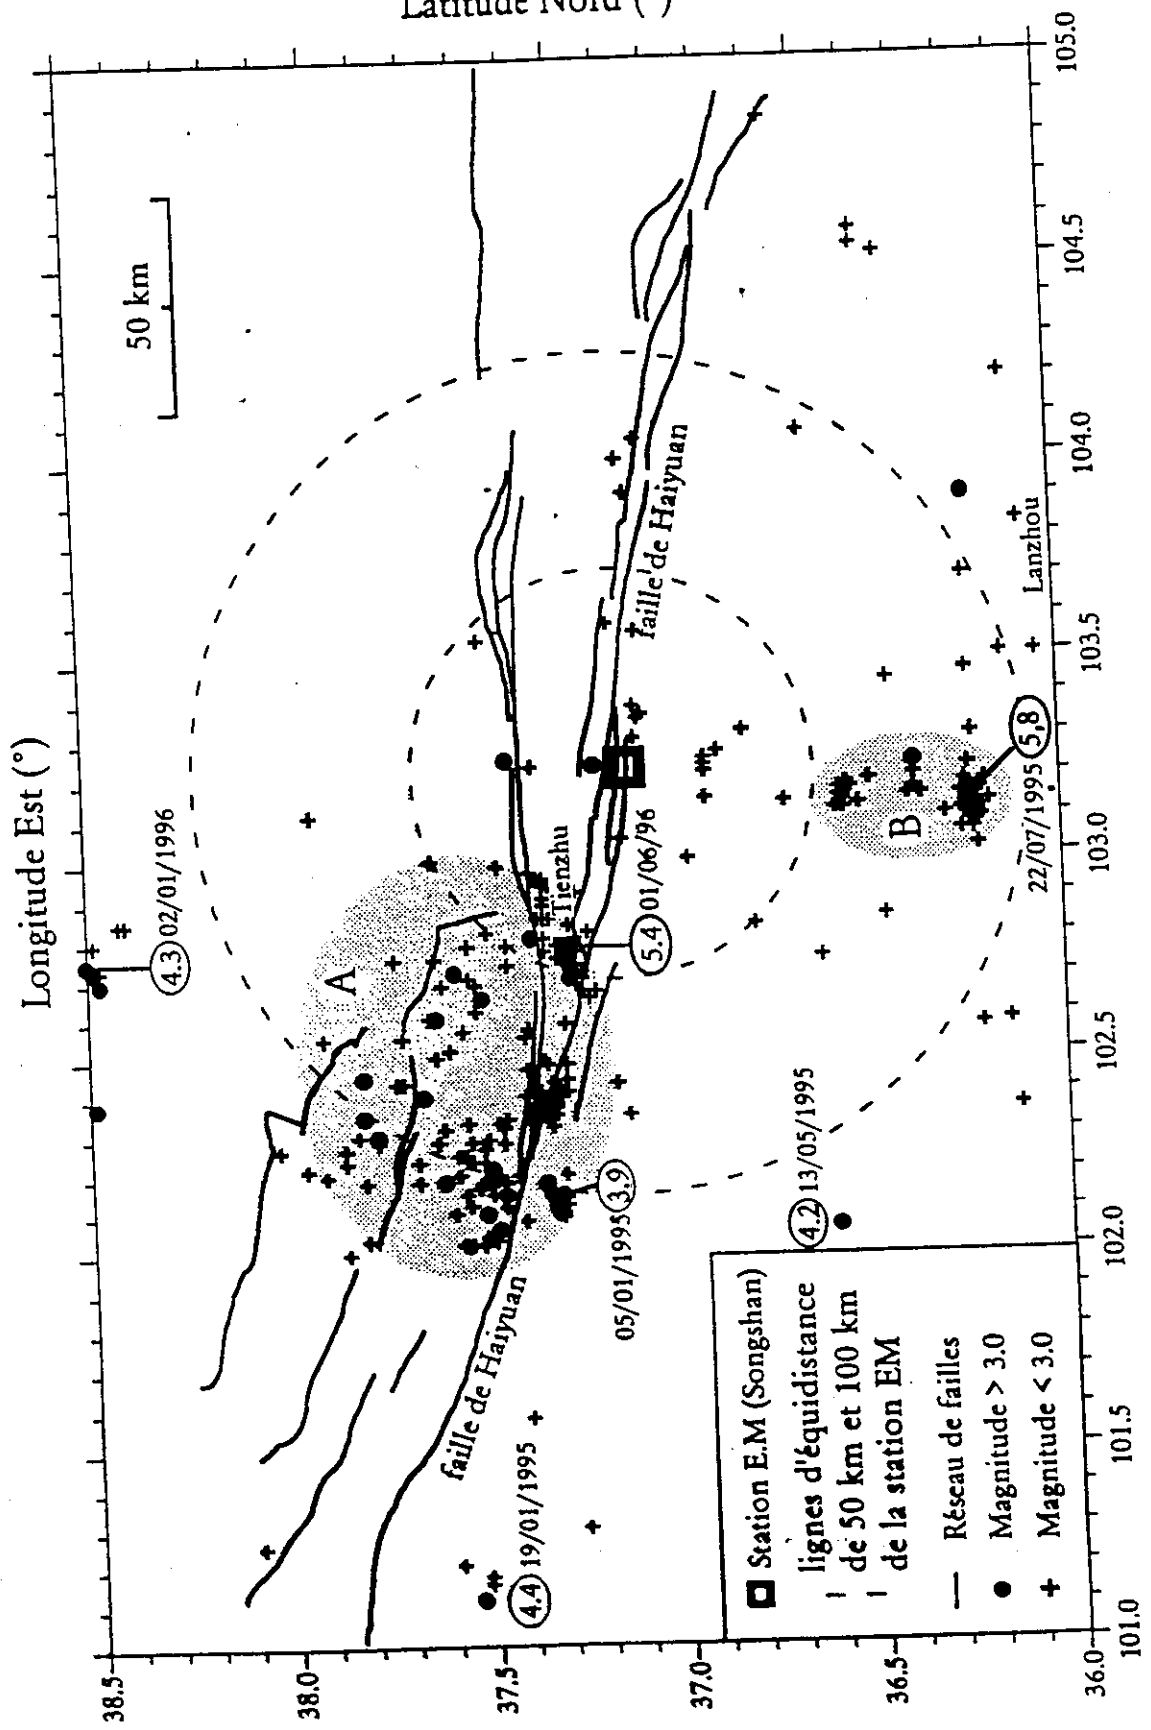 Latitude Nord (°)
Longitude Est (°)
50 km
4.3 02/01/1996
A
Tienzhu
5.4 01/06/96
faille de Haiyuan
faille de Haiyuan
05/01/1995 3.9
4.4 19/01/1995
4.2 13/05/1995
B
22/07/1995 5,8
Lanzhou
Station E.M (Songshan)
lignes d'équidistance
de 50 km et 100 km
de la station EM
Réseau de failles
Magnitude > 3.0
Magnitude < 3.0
38.5
38.0
37.5
37.0
36.5
36.0
101.0
101.5
102.0
102.5
103.0
103.5
104.0
104.5
105.0